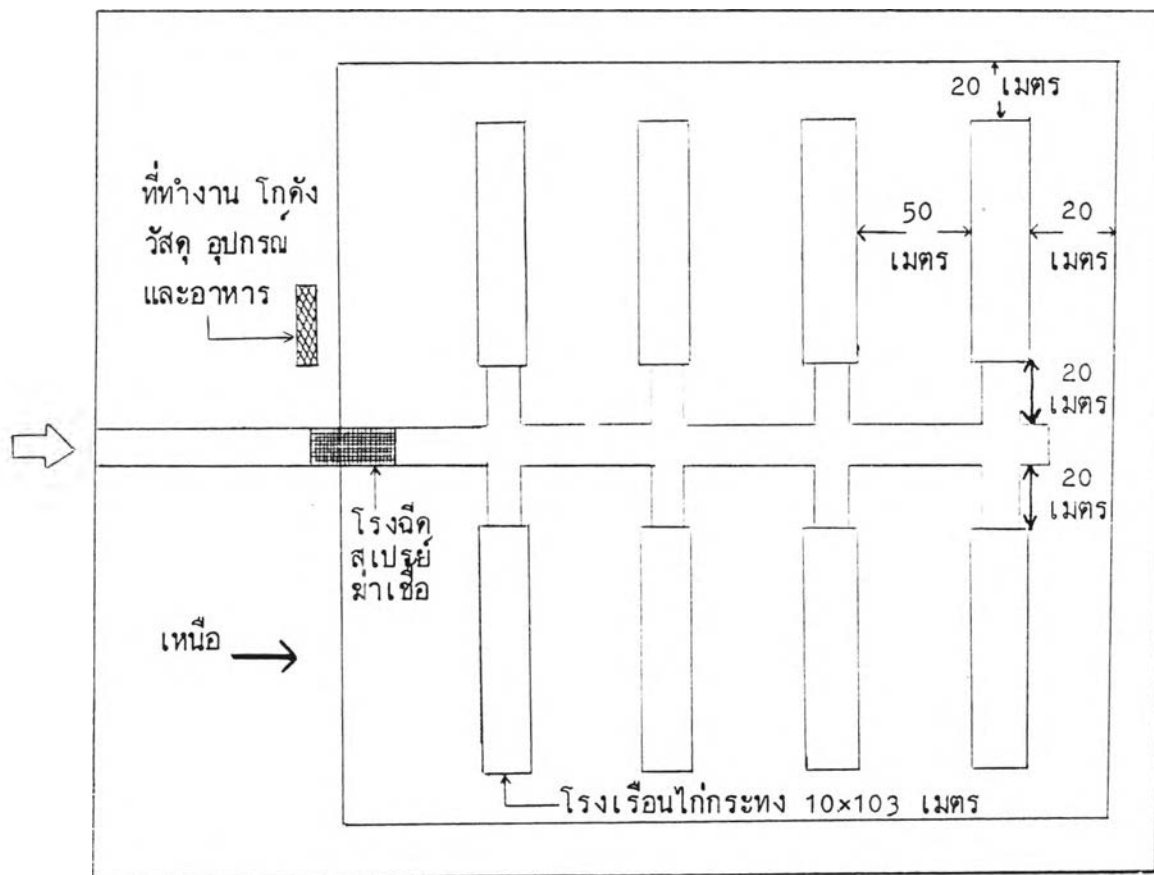 20 เมตร
ที่ทำงาน โกดัง
วัสดุ อุปกรณ์
และอาหาร
50
เมตร
20
เมตร
20
เมตร
20
เมตร
โรงฉีด
สเปรย์
ฆ่าเชื้อ
เหนือ
โรงเรือนไก่กระทง 10×103 เมตร